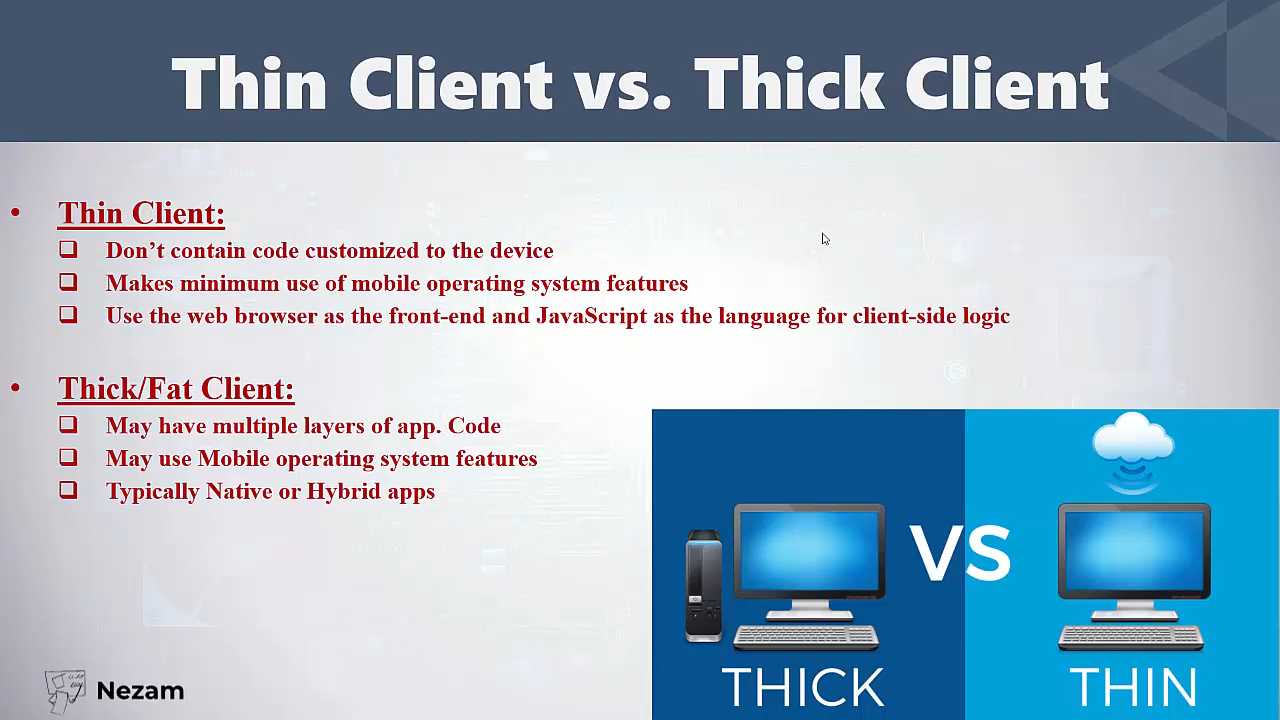 Thin Client vs. Thick Client
• Thin Client:
❑ Don't contain code customized to the device
❑ Makes minimum use of mobile operating system features
❑ Use the web browser as the front-end and JavaScript as the language for client-side logic
• Thick/Fat Client:
❑ May have multiple layers of app. Code
❑ May use Mobile operating system features
❑ Typically Native or Hybrid apps
VS
THICK
THIN
Nezam